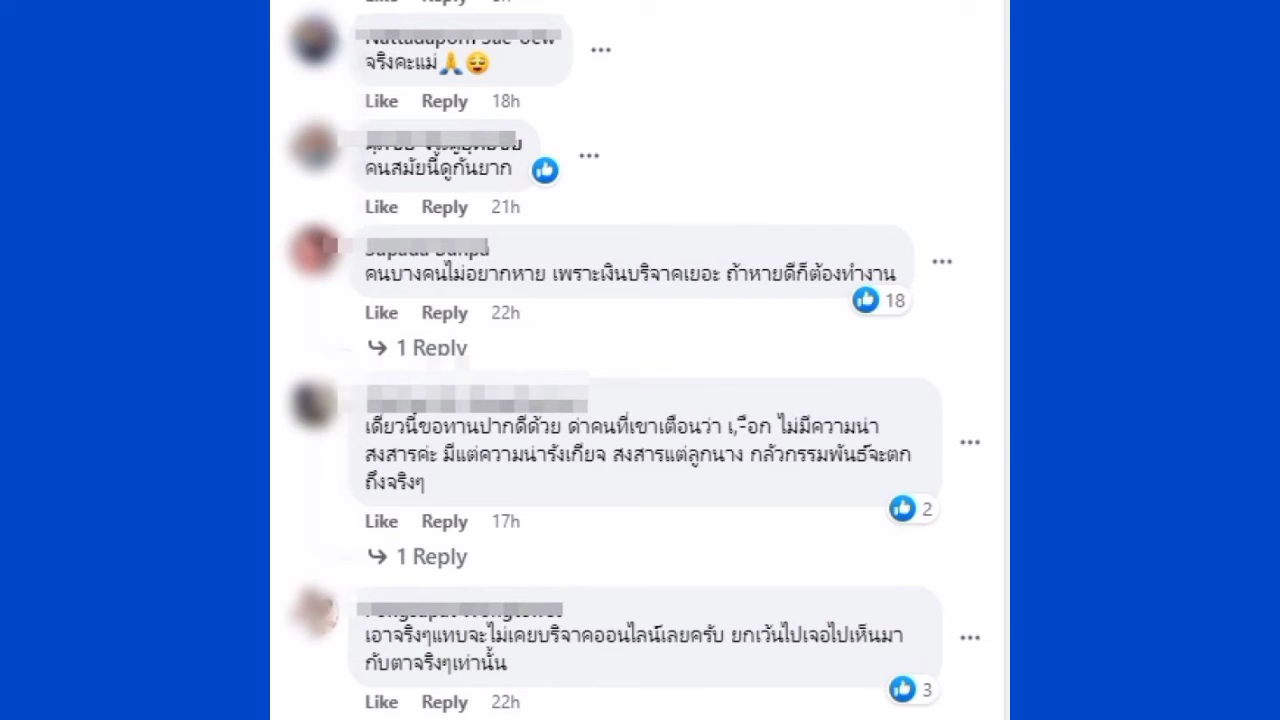 จริงคะแม่🙏😌
Like Reply 18h
คนสมัยนี้ดูกันยาก
Like Reply 21h
คนบางคนไม่อยากหาย เพราะเงินบริจาคเยอะ ถ้าหายดีก็ต้องทำงาน
18
Like Reply 22h
1 Reply
เดี๋ยวนี้ขอทานปากดีด้วย ด่าคนที่เขาเตือนว่า เ,ืือก ไม่มีความน่า
สงสารค่ะ มีแต่ความน่ารังเกียจ สงสารแต่ลูกนาง กลัวกรรมพันธ์จะตก
ถึงจริงๆ
2
Like Reply 17h
1 Reply
เอาจริงๆแทบจะไม่เคยบริจาคออนไลน์เลยครับ ยกเว้นไปเจอไปเห็นมา
กับตาจริงๆเท่านั้น
3
Like Reply 22h